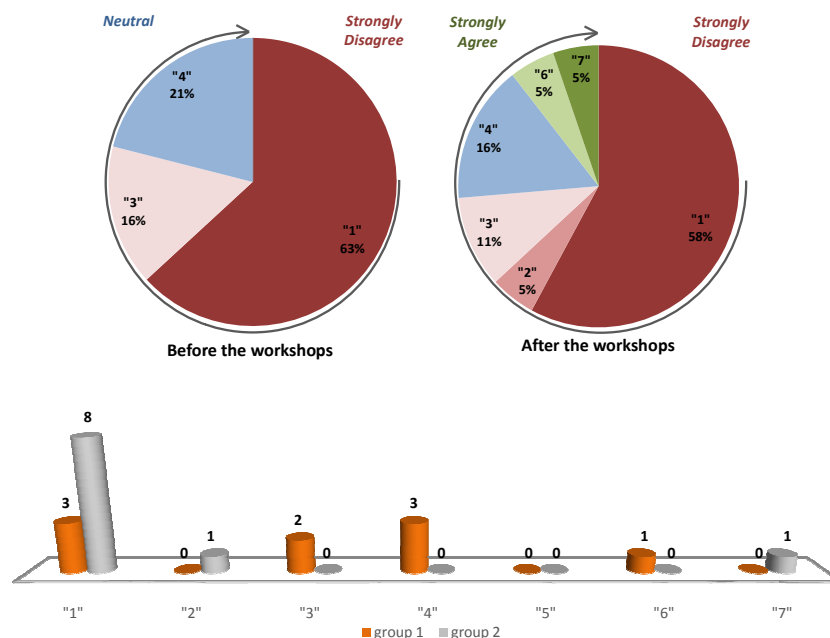 Neutral
Strongly
Disagree
"4"
21%
"3"
16%
"1"
63%
Before the workshops
Strongly
Agree
Strongly
Disagree
"7"
5%
"6"
5%
"4"
16%
"3"
11%
"2"
5%
"1"
58%
After the workshops
3 8 0 1 2 0 3 0 0 0 1 0 0 1
"1" "2" "3" "4" "5" "6" "7"
group 1 group 2